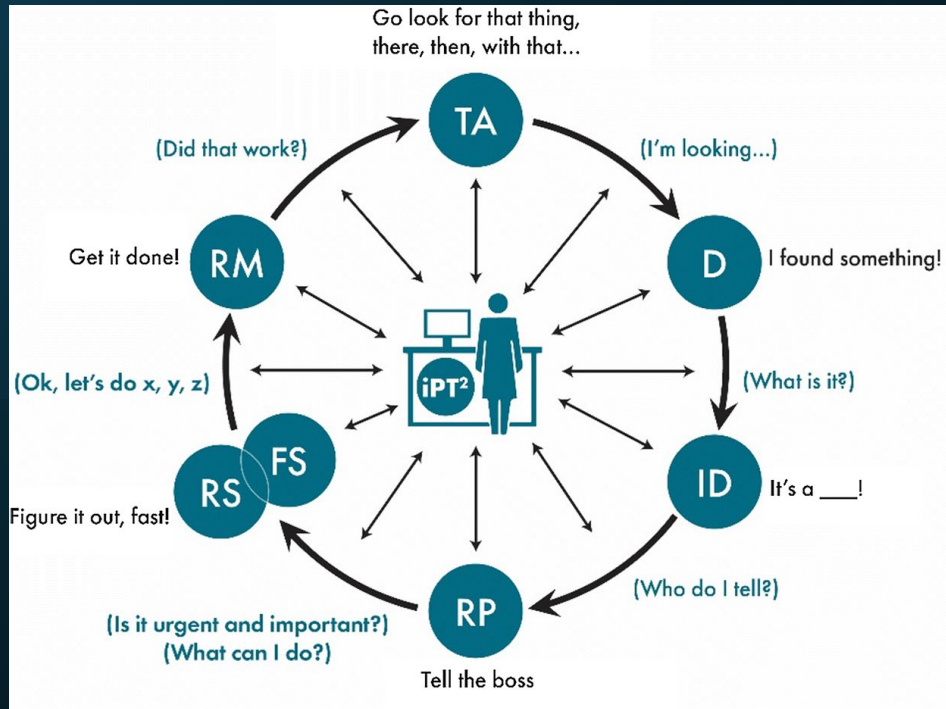 Go look for that thing,
there, then, with that...
TA
(Did that work?)
(I'm looking...)
Get it done!
RM
D
I found something!
(Ok, let's do x, y, z)
iPT²
(What is it?)
FS
RS
ID
It's a ___!
Figure it out, fast!
(Who do I tell?)
RP
(Is it urgent and important?)
(What can I do?)
Tell the boss